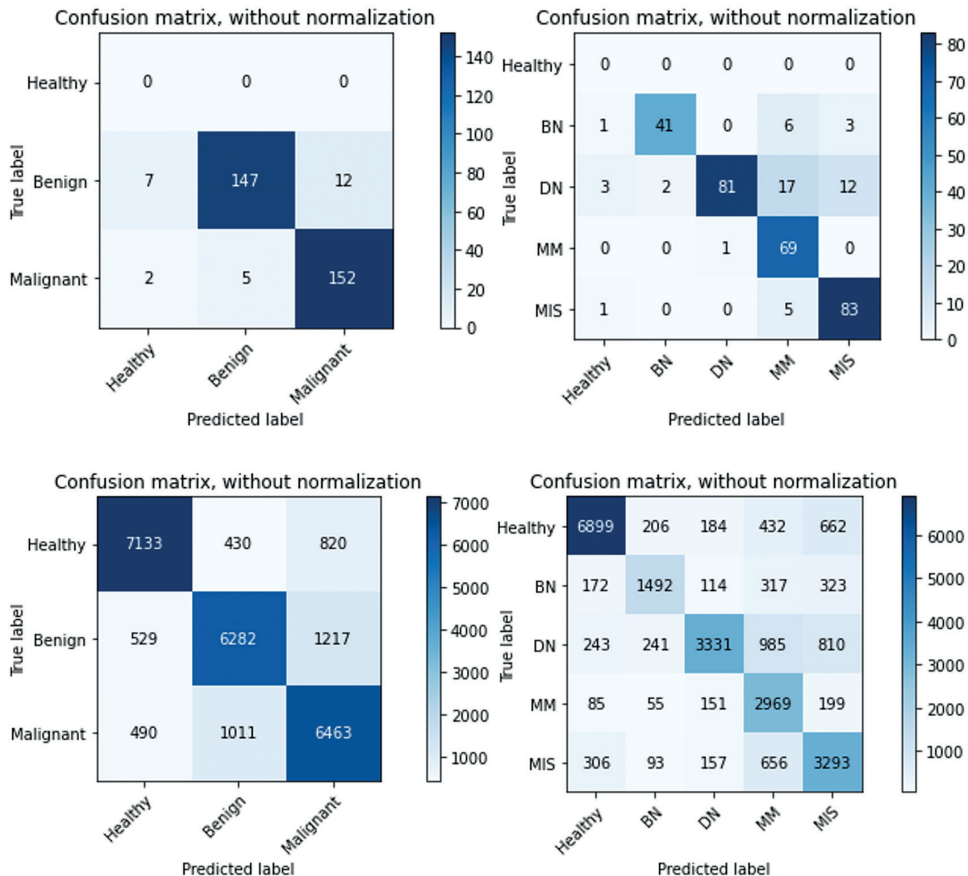 Confusion matrix, without normalization
Healthy 0 0 0
Benign 7 147 12
Malignant 2 5 152
True label
Healthy Benign Malignant
Predicted label
140
120
100
80
60
40
20
0
Confusion matrix, without normalization
Healthy 0 0 0 0 0
BN 1 41 0 6 3
DN 3 2 81 17 12
MM 0 0 1 69 0
MIS 1 0 0 5 83
True label
Healthy BN DN MM MIS
Predicted label
80
70
60
50
40
30
20
10
0
Confusion matrix, without normalization
Healthy 7133 430 820
Benign 529 6282 1217
Malignant 490 1011 6463
True label
Healthy Benign Malignant
Predicted label
7000
6000
5000
4000
3000
2000
1000
Confusion matrix, without normalization
Healthy 6899 206 184 432 662
BN 172 1492 114 317 323
DN 243 241 3331 985 810
MM 85 55 151 2969 199
MIS 306 93 157 656 3293
True label
Healthy BN DN MM MIS
Predicted label
6000
5000
4000
3000
2000
1000